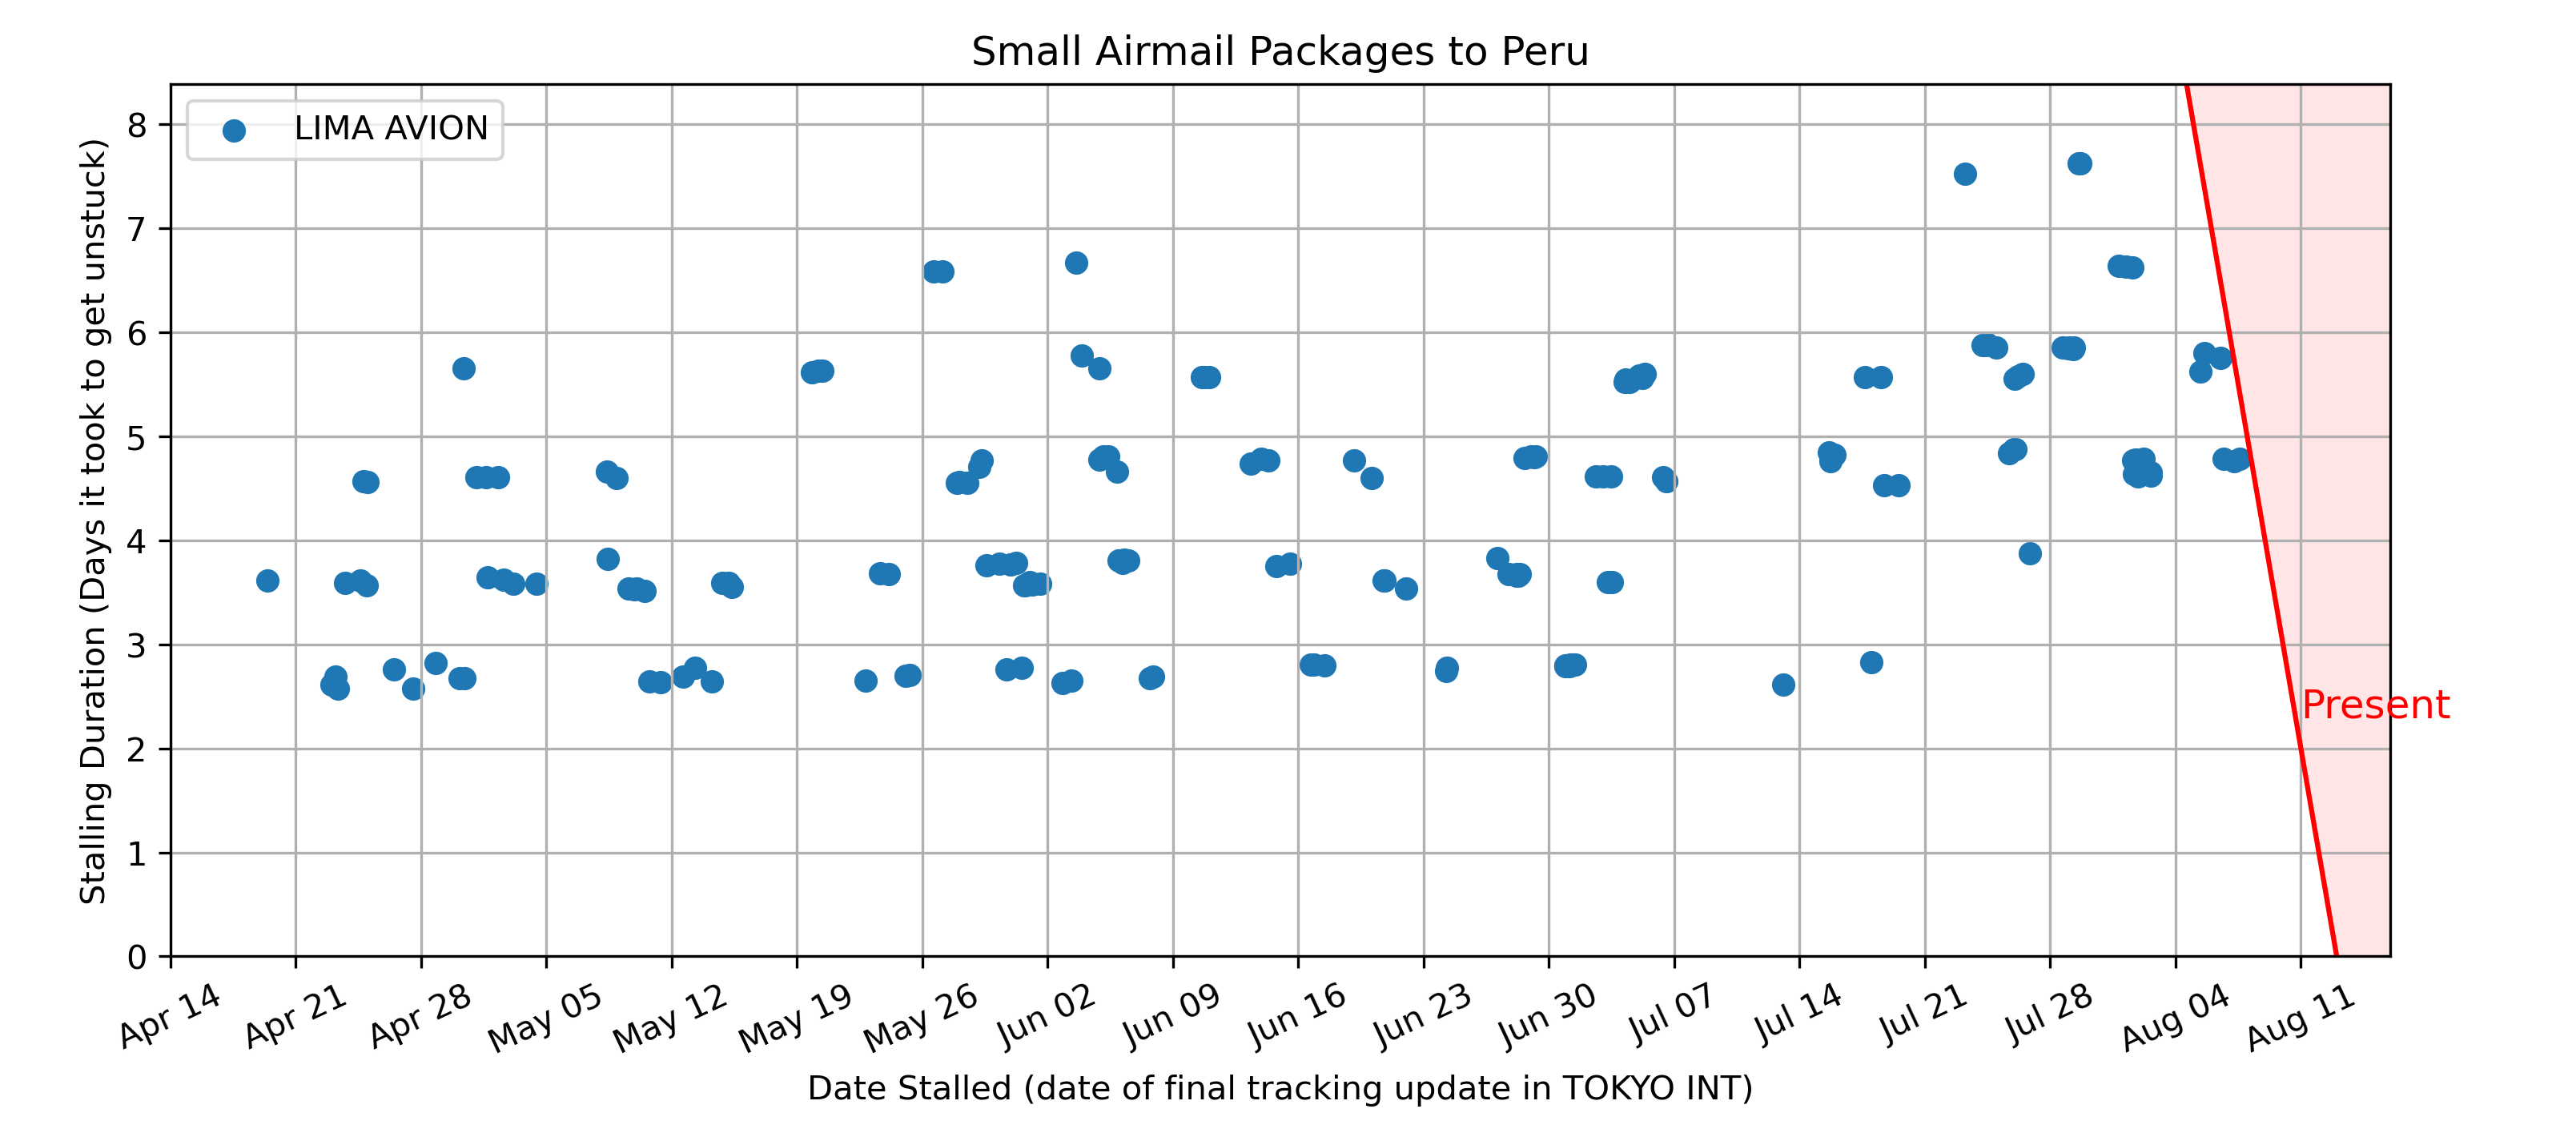 Small Airmail Packages to Peru
LIMA AVION
Stalling Duration (Days it took to get unstuck)
8
7
6
5
4
3
2
1
0
Present
Apr 14
Apr 21
Apr 28
May 05
May 12
May 19
May 26
Jun 02
Jun 09
Jun 16
Jun 23
Jun 30
Jul 07
Jul 14
Jul 21
Jul 28
Aug 04
Aug 11
Date Stalled (date of final tracking update in TOKYO INT)